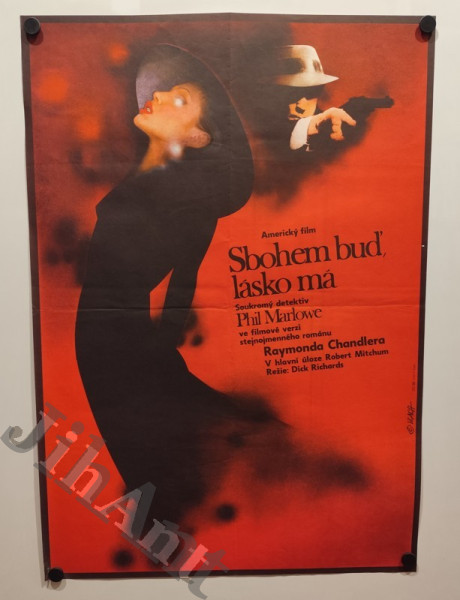 Americký film
Sbohem buď,
lásko má
Soukromý detektiv
Phil Marlowe
ve filmové verzi
stejnojmenného románu
Raymonda Chandlera
V hlavní úloze Robert Mitchum
Režie: Dick Richards
JihAntt